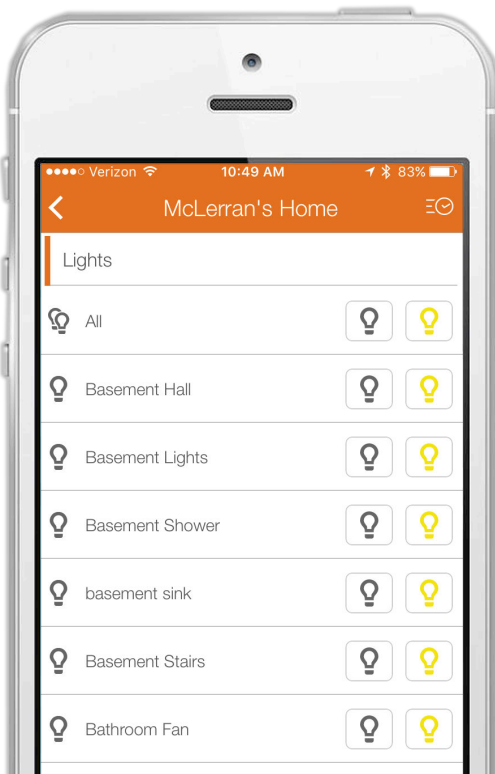 Verizon 10:49 AM 83%
McLerran's Home
Lights
All
Basement Hall
Basement Lights
Basement Shower
basement sink
Basement Stairs
Bathroom Fan